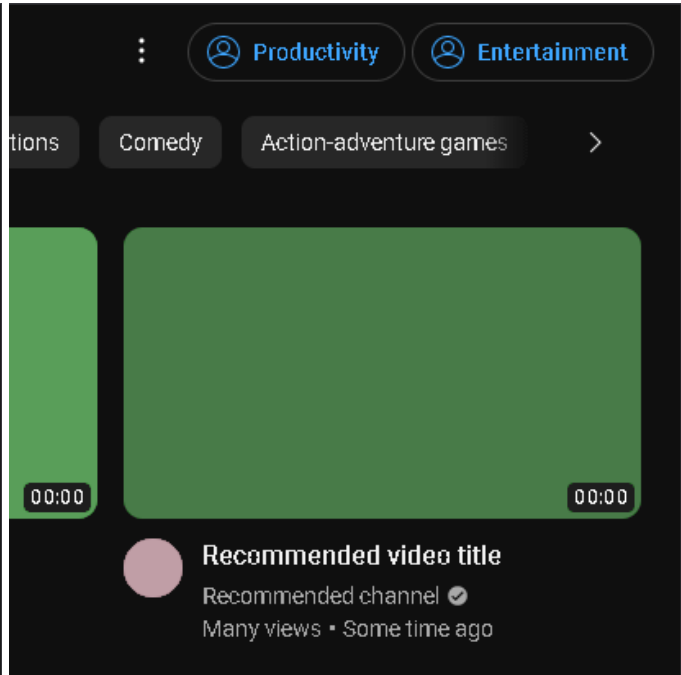 Productivity Entertainment
tions Comedy Action-adventure games
00:00 00:00
Recommended video title
Recommended channel
Many views • Some time ago